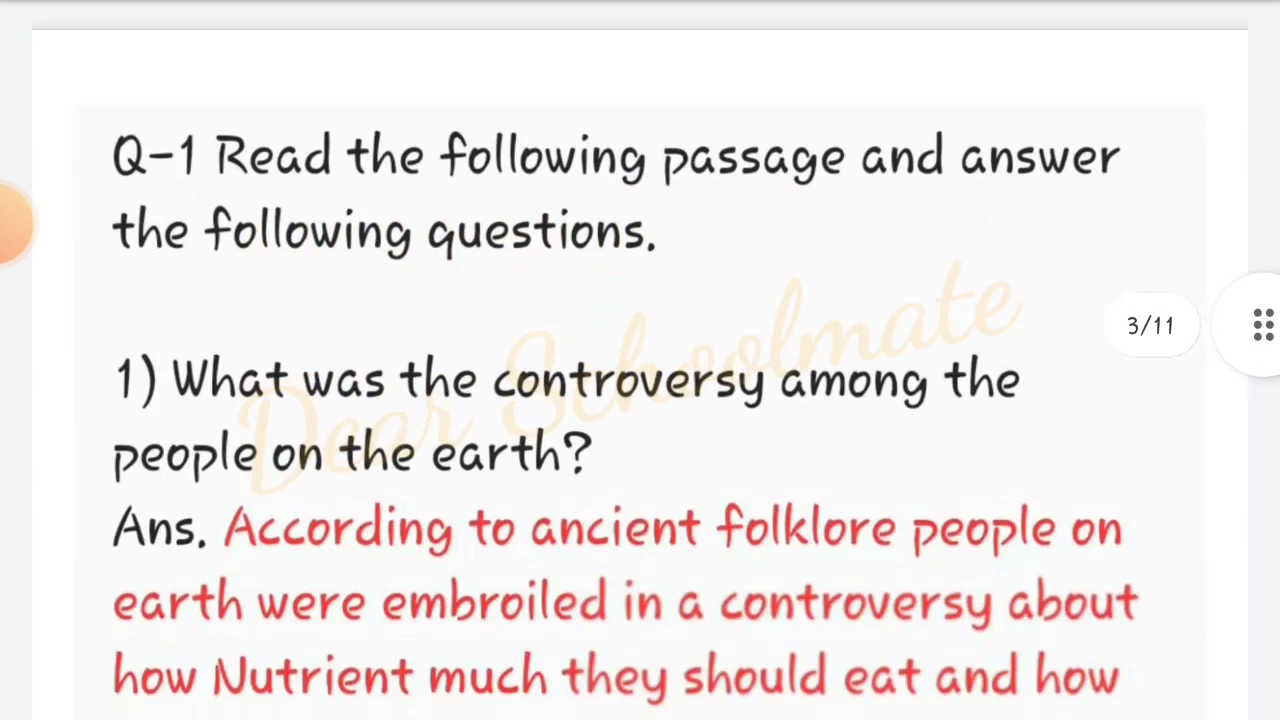 Q-1 Read the following passage and answer
the following questions.
Dear Schoolmate
3/11
1) What was the controversy among the
people on the earth?
Ans. According to ancient folklore people on
earth were embroiled in a controversy about
how Nutrient much they should eat and how